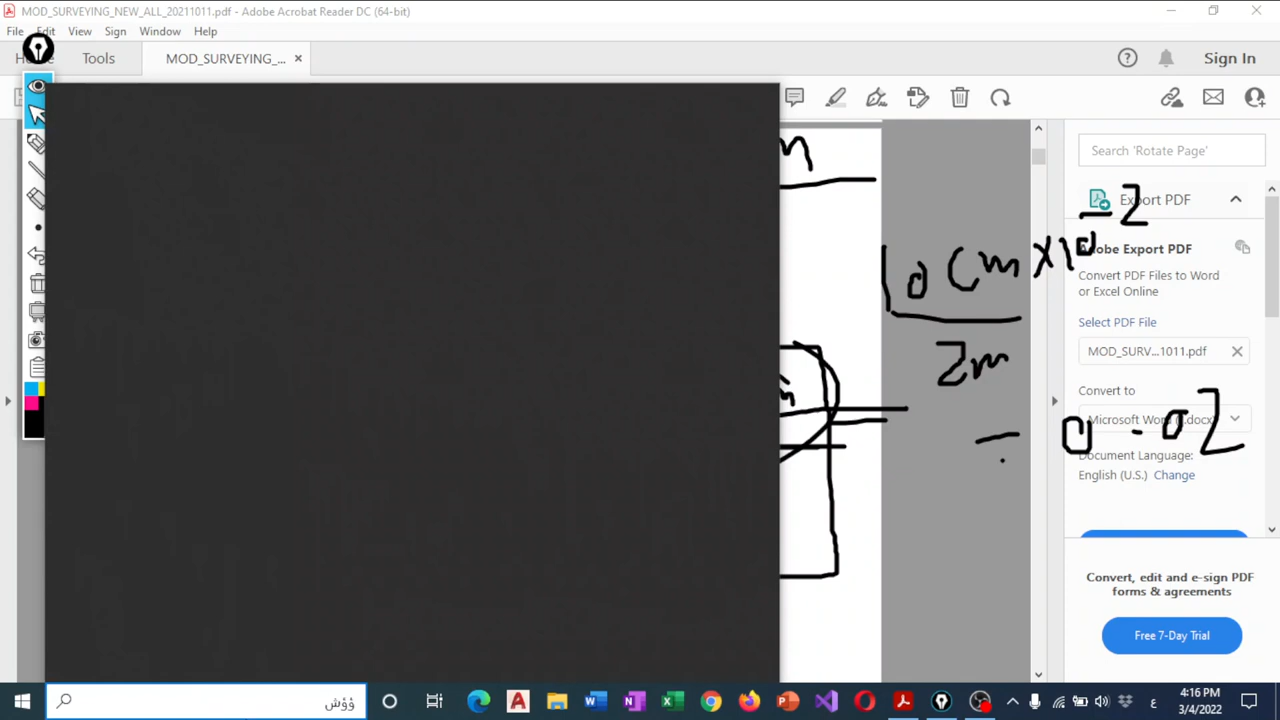 MOD_SURVEYING_NEW_ALL_20211011.pdf - Adobe Acrobat Reader DC (64-bit)
File Edit View Sign Window Help
Tools MOD_SURVEYING_... × Sign In
Search 'Rotate Page'
Export PDF
Adobe Export PDF
Convert PDF Files to Word
or Excel Online
Select PDF File
MOD_SURV...1011.pdf
Convert to
Microsoft Word (*.docx)
Document Language:
English (U.S.) Change
Convert, edit and e-sign PDF
forms & agreements
Free 7-Day Trial
m
10 cm x10 -2
2m
= 0.02
ؤؤش
ع
4:16 PM
3/4/2022